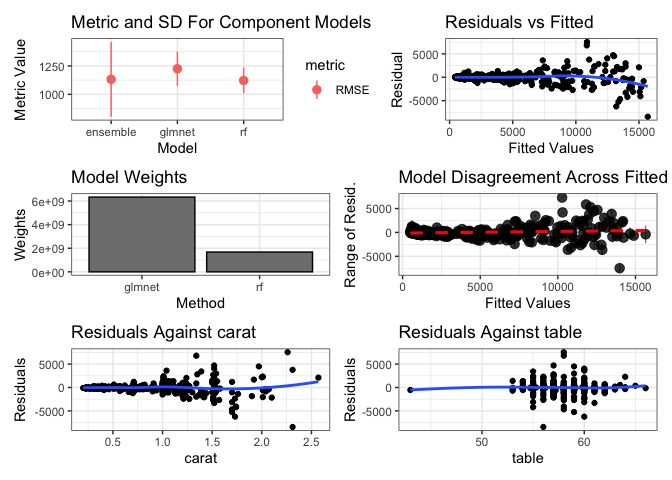 Metric and SD For Component Models
Metric Value
1250
1000
ensemble glmnet rf
Model
metric
RMSE
Residuals vs Fitted
Residual
5000
0
-5000
0 5000 10000 15000
Fitted Values
Model Weights
Weights
6e+09
4e+09
2e+09
0e+00
glmnet rf
Method
Model Disagreement Across Fitted
Range of Resid.
5000
0
-5000
0 5000 10000 15000
Fitted Values
Residuals Against carat
Residuals
5000
0
-5000
0.5 1.0 1.5 2.0 2.5
carat
Residuals Against table
Residuals
5000
0
-5000
50 60
table